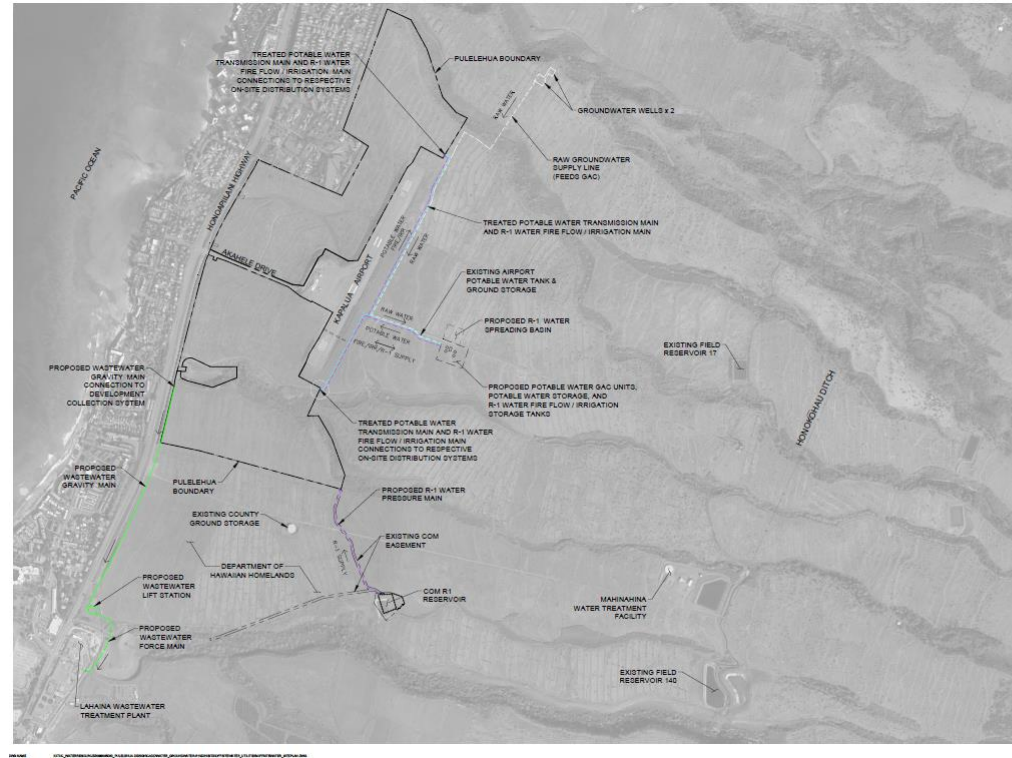 TREATED POTABLE WATER
TRANSMISSION MAIN AND R-1 WATER
FIRE FLOW / IRRIGATION MAIN
CONNECTIONS TO RESPECTIVE
ON-SITE DISTRIBUTION SYSTEMS
PULELEHUA BOUNDARY
RAW WATER
GROUNDWATER WELLS x 2
RAW GROUNDWATER
SUPPLY LINE
(FEEDS GAC)
PACIFIC OCEAN
HONOAPIILANI HIGHWAY
AKAHELE DRIVE
KAPALUA AIRPORT
POTABLE WATER
RAW WATER
TREATED POTABLE WATER TRANSMISSION MAIN
AND R-1 WATER FIRE FLOW / IRRIGATION MAIN
EXISTING AIRPORT
POTABLE WATER TANK &
GROUND STORAGE
RAW WATER
POTABLE WATER
FIRE/IRR/R-1 SUPPLY
PROPOSED R-1 WATER
SPREADING BASIN
EXISTING FIELD
RESERVOIR 17
HONOKOHAU DITCH
PROPOSED POTABLE WATER GAC UNITS,
POTABLE WATER STORAGE, AND
R-1 WATER FIRE FLOW / IRRIGATION
STORAGE TANKS
PROPOSED WASTEWATER
GRAVITY MAIN
CONNECTION TO
DEVELOPMENT
COLLECTION SYSTEM
TREATED POTABLE WATER
TRANSMISSION MAIN AND R-1 WATER
FIRE FLOW / IRRIGATION MAIN
CONNECTIONS TO RESPECTIVE
ON-SITE DISTRIBUTION SYSTEMS
PROPOSED
WASTEWATER
GRAVITY MAIN
PULELEHUA
BOUNDARY
PROPOSED R-1 WATER
PRESSURE MAIN
EXISTING COUNTY
GROUND STORAGE
EXISTING COM
EASEMENT
R-1 SUPPLY
DEPARTMENT OF
HAWAIIAN HOMELANDS
PROPOSED
WASTEWATER
LIFT STATION
COM R1
RESERVOIR
MAHINAHINA
WATER TREATMENT
FACILITY
PROPOSED
WASTEWATER
FORCE MAIN
EXISTING FIELD
RESERVOIR 140
LAHAINA WASTEWATER
TREATMENT PLANT